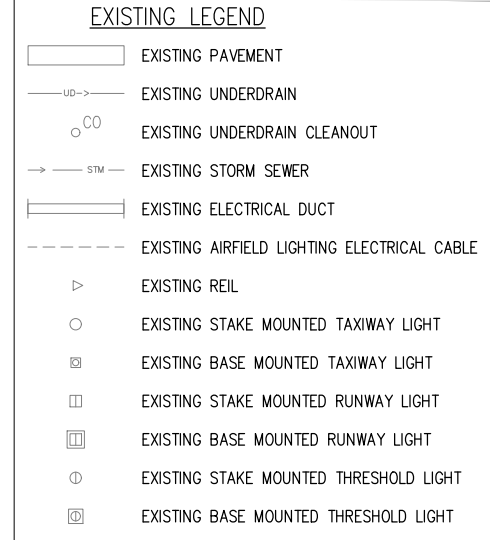 EXISTING LEGEND
EXISTING PAVEMENT
UD-> EXISTING UNDERDRAIN
CO EXISTING UNDERDRAIN CLEANOUT
STM EXISTING STORM SEWER
EXISTING ELECTRICAL DUCT
EXISTING AIRFIELD LIGHTING ELECTRICAL CABLE
EXISTING REIL
EXISTING STAKE MOUNTED TAXIWAY LIGHT
EXISTING BASE MOUNTED TAXIWAY LIGHT
EXISTING STAKE MOUNTED RUNWAY LIGHT
EXISTING BASE MOUNTED RUNWAY LIGHT
EXISTING STAKE MOUNTED THRESHOLD LIGHT
EXISTING BASE MOUNTED THRESHOLD LIGHT